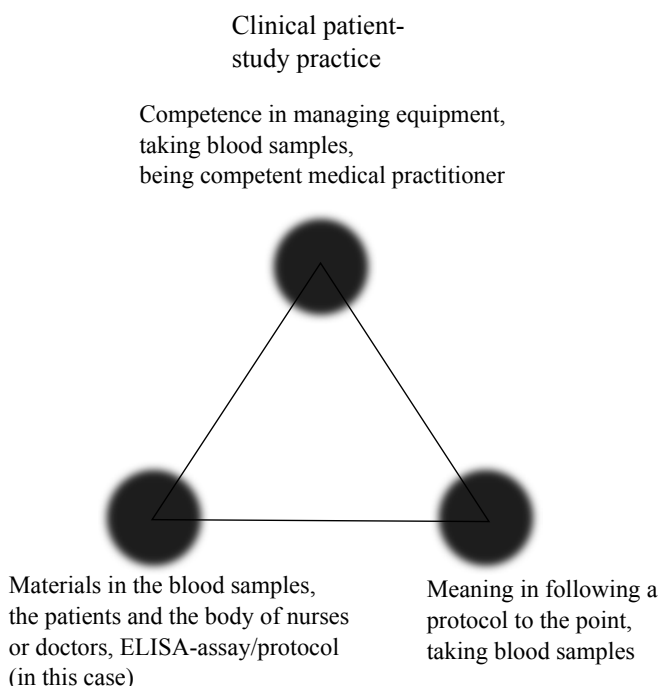 Clinical patient-
study practice
Competence in managing equipment,
taking blood samples,
being competent medical practitioner
Materials in the blood samples,
the patients and the body of nurses
or doctors, ELISA-assay/protocol
(in this case)
Meaning in following a
protocol to the point,
taking blood samples